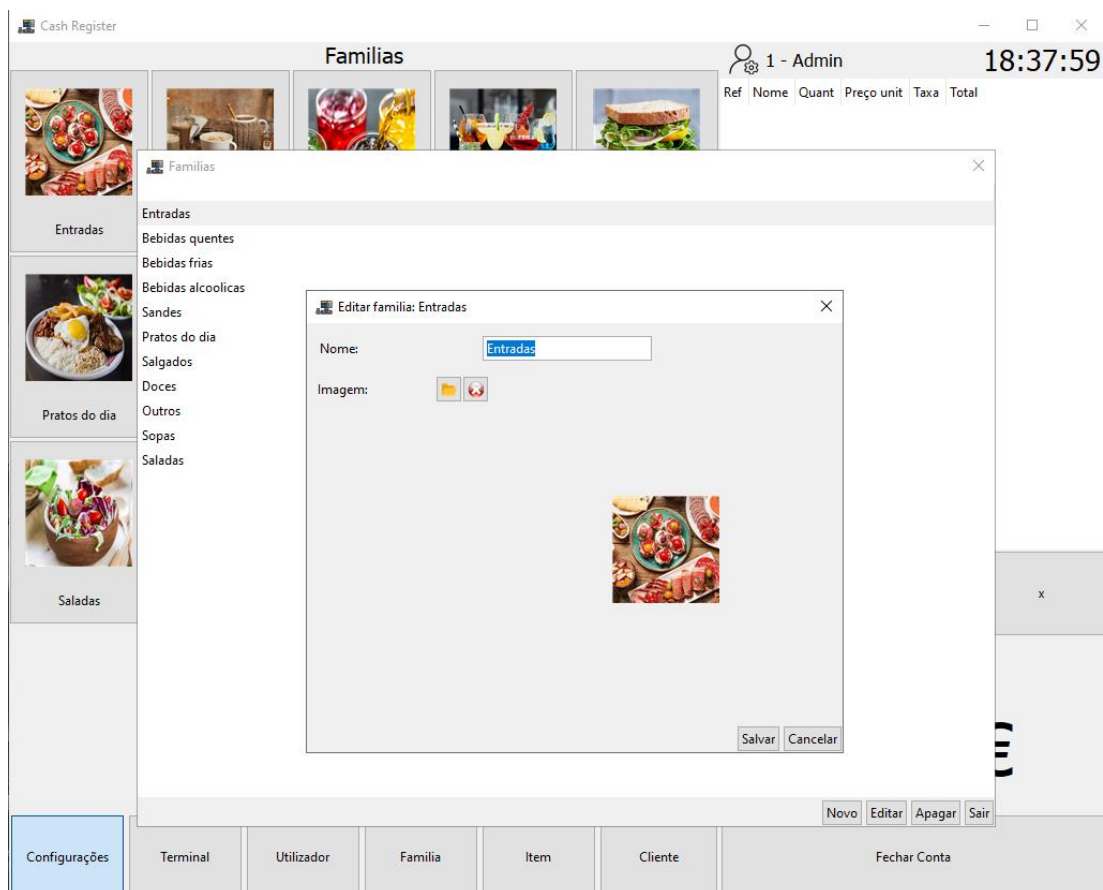 Cash Register
Familias
1 - Admin
18:37:59
Ref Nome Quant Preço unit Taxa Total
Entradas
Pratos do dia
Saladas
Familias
Entradas
Bebidas quentes
Bebidas frias
Bebidas alcoolicas
Sandes
Pratos do dia
Salgados
Doces
Outros
Sopas
Saladas
Editar familia: Entradas
Nome:
Entradas
Imagem:
Salvar Cancelar
Novo Editar Apagar Sair
x
€
Configurações Terminal Utilizador Familia Item Cliente Fechar Conta